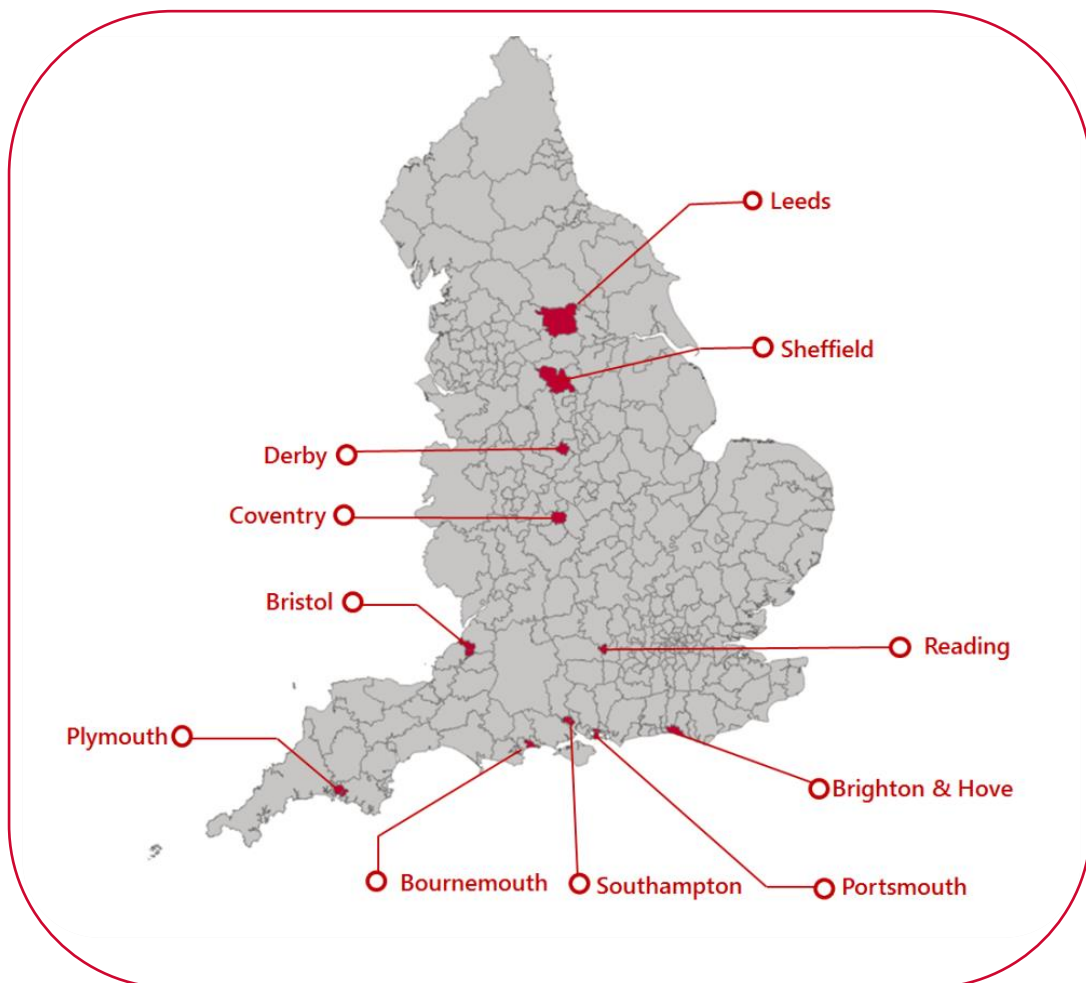 Leeds
Sheffield
Derby
Coventry
Bristol
Reading
Plymouth
Brighton & Hove
Bournemouth
Southampton
Portsmouth